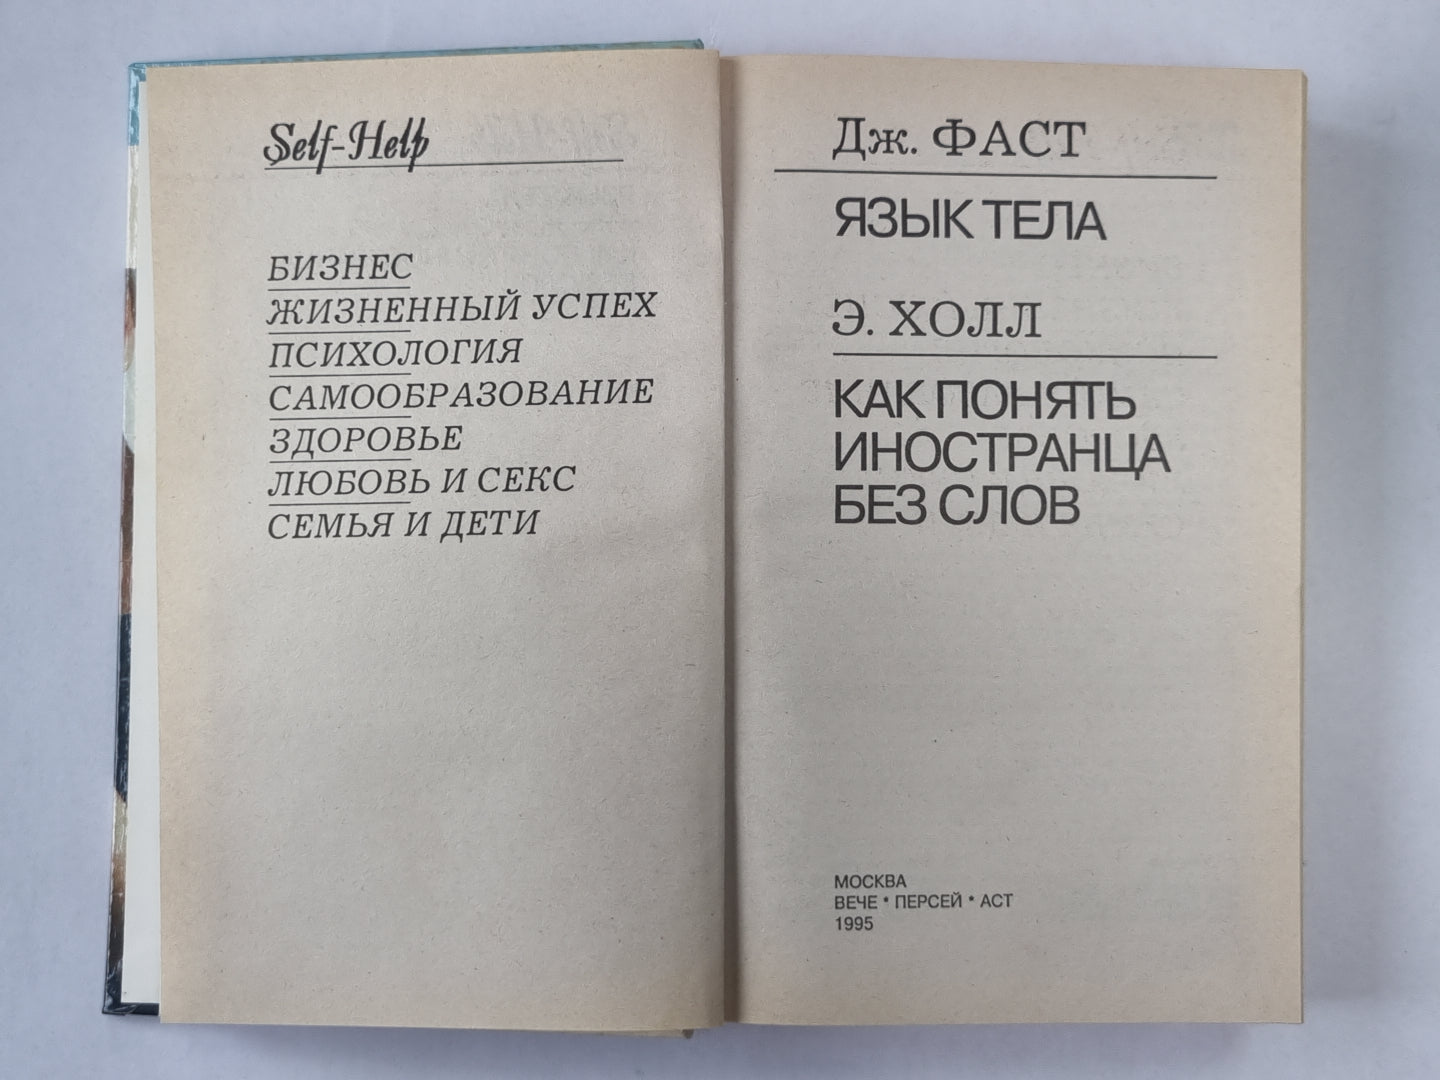 Self-Help
БИЗНЕС
ЖИЗНЕННЫЙ УСПЕХ
ПСИХОЛОГИЯ
САМООБРАЗОВАНИЕ
ЗДОРОВЬЕ
ЛЮБОВЬ И СЕКС
СЕМЬЯ И ДЕТИ
Дж. ФАСТ
ЯЗЫК ТЕЛА
Э. ХОЛЛ
КАК ПОНЯТЬ
ИНОСТРАНЦА
БЕЗ СЛОВ
МОСКВА
ВЕЧЕ * ПЕРСЕЙ * АСТ
1995